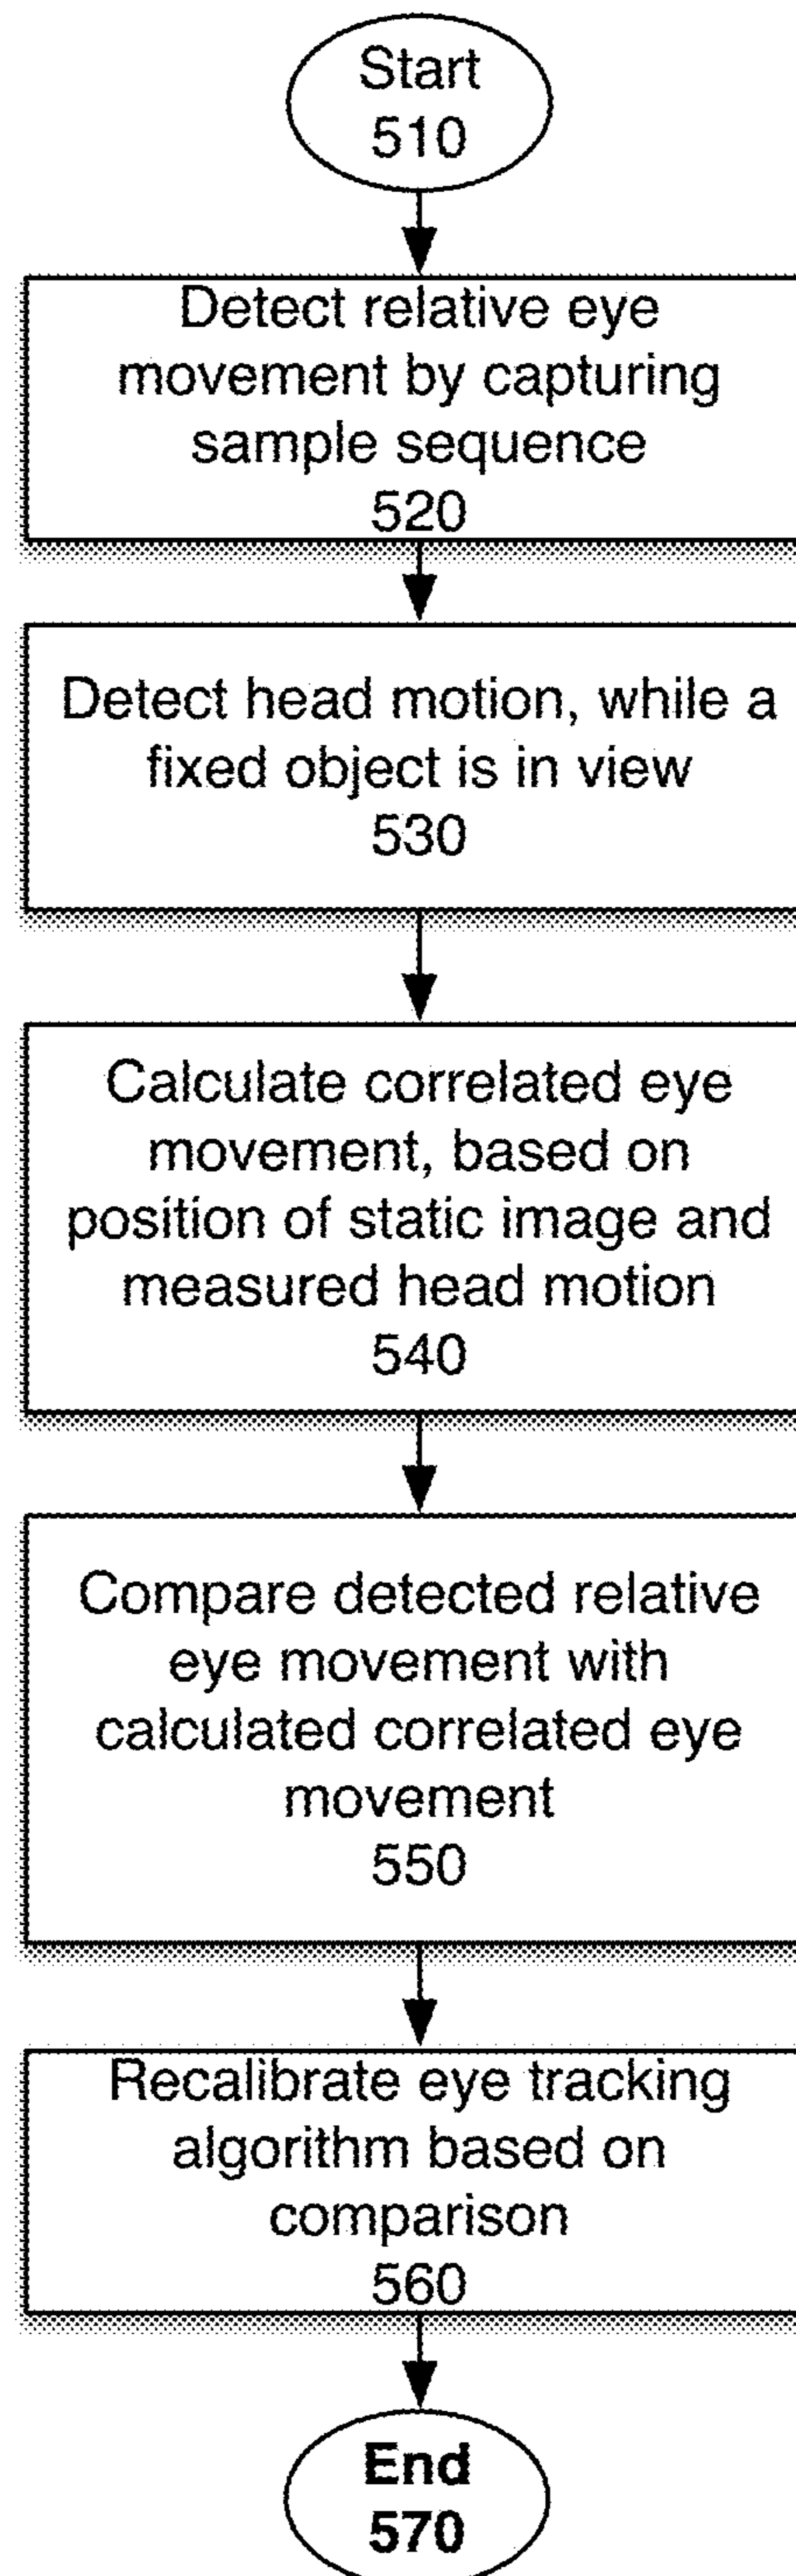 Start
510
Detect relative eye
movement by capturing
sample sequence
520
Detect head motion, while a
fixed object is in view
530
Calculate correlated eye
movement, based on
position of static image and
measured head motion
540
Compare detected relative
eye movement with
calculated correlated eye
movement
550
Recalibrate eye tracking
algorithm based on
comparison
560
End
570